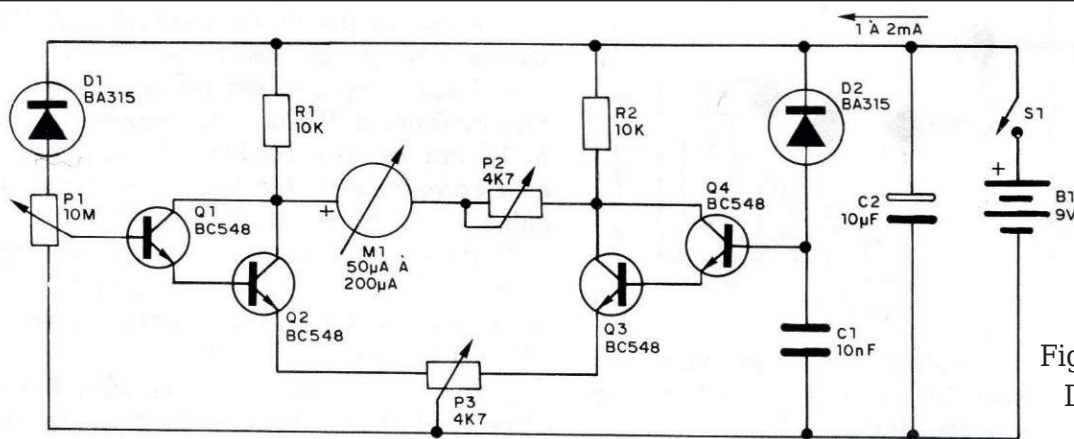 1 À 2mA
D1
BA315
R1
10K
R2
10K
D2
BA315
S1
P1
10M
Q1
BC548
+
M1
50µA À
200µA
P2
4K7
Q4
BC548
C2
10µF
+
B1
9V
Q2
BC548
Q3
BC548
C1
10nF
P3
4K7
Fig
D